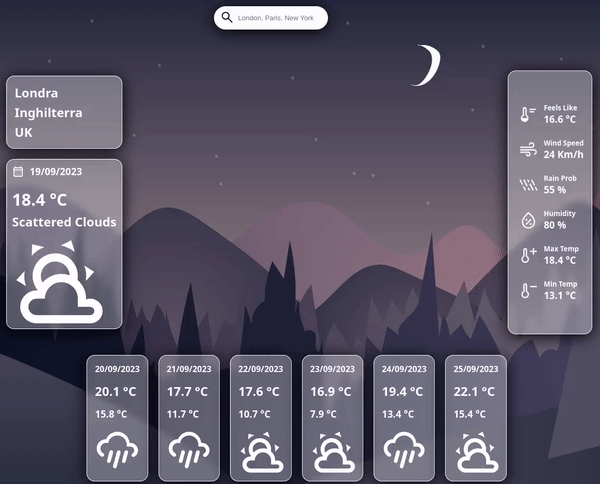 London, Paris, New York
Londra
Inghilterra
UK
19/09/2023
18.4 °C
Scattered Clouds
Feels Like
16.6 °C
Wind Speed
24 Km/h
Rain Prob
55 %
Humidity
80 %
Max Temp
18.4 °C
Min Temp
13.1 °C
20/09/2023
20.1 °C
15.8 °C
21/09/2023
17.7 °C
11.7 °C
22/09/2023
17.6 °C
10.7 °C
23/09/2023
16.9 °C
7.9 °C
24/09/2023
19.4 °C
13.4 °C
25/09/2023
22.1 °C
15.4 °C